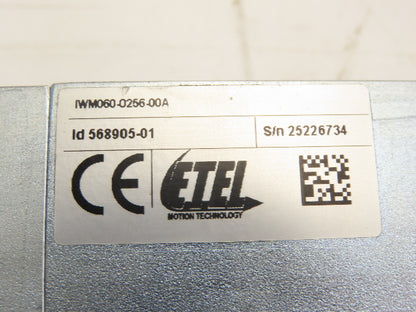 IWM060-0256-00A
Id 568905-01 S/n 25226734
CE ETEL
MOTION TECHNOLOGY